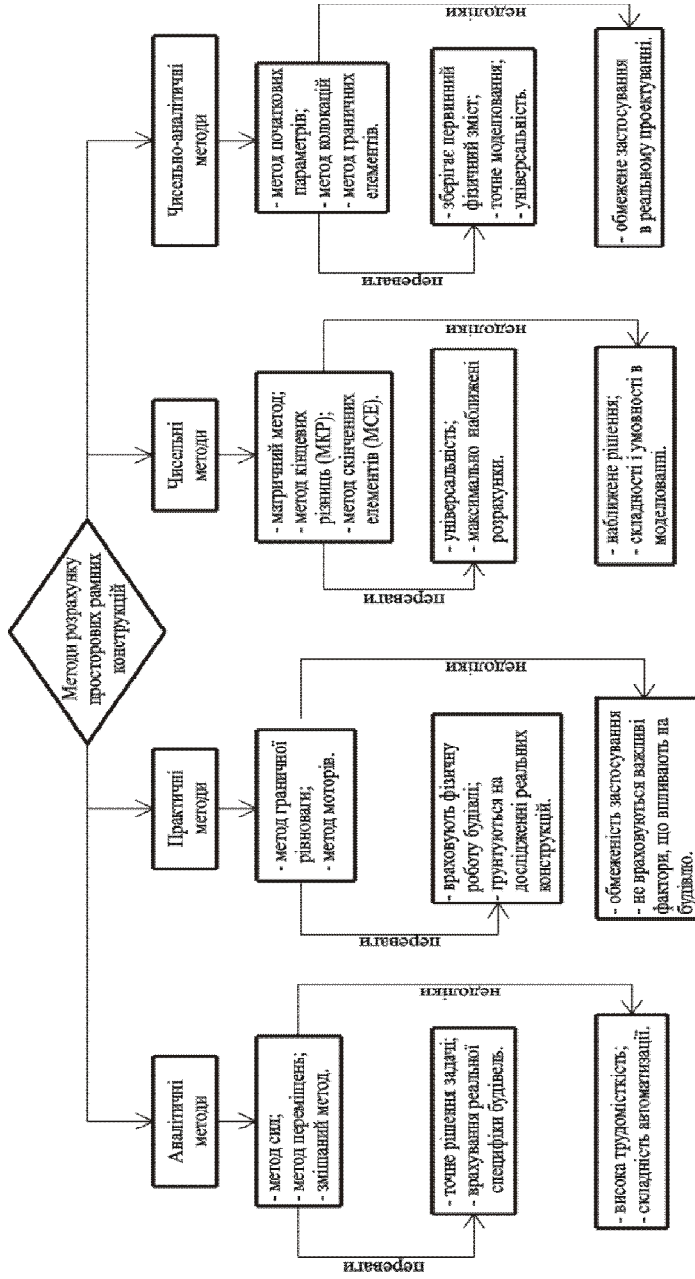 Методи розрахунку
просторових рамних
конструкцій
Аналітичні
методи
- метод сил;
- метод переміщень;
- змішаний метод.
переваги
недоліки
- точне рішення задачі;
- врахування реальної
специфіки будівель.
- висока трудомісткість;
- складність автоматизації.
Практичні
методи
- метод граничної
рівноваги;
- метод моторів.
переваги
недоліки
- враховують фізичну
роботу будівлі;
- грунтуються на
дослідженні реальних
конструкцій.
- обмеженість застосування
- не враховуються важливі
фактори, що впливають на
будівлю.
Чисельні
методи
- матричний метод;
- метод кінцевих
різниць (МКР);
- метод скінченних
елементів (МСЕ).
переваги
недоліки
- універсальність;
- максимально наближені
розрахунки.
- наближене рішення;
- складності і умовності в
моделюванні.
Чисельно-аналітичні
методи
- метод початкових
параметрів;
- метод колокацій
- метод граничних
елементів.
переваги
недоліки
- зберігає первинний
фізичний зміст;
- точне моделювання;
- універсальність.
- обмежене застосування
в реальному проектуванні.